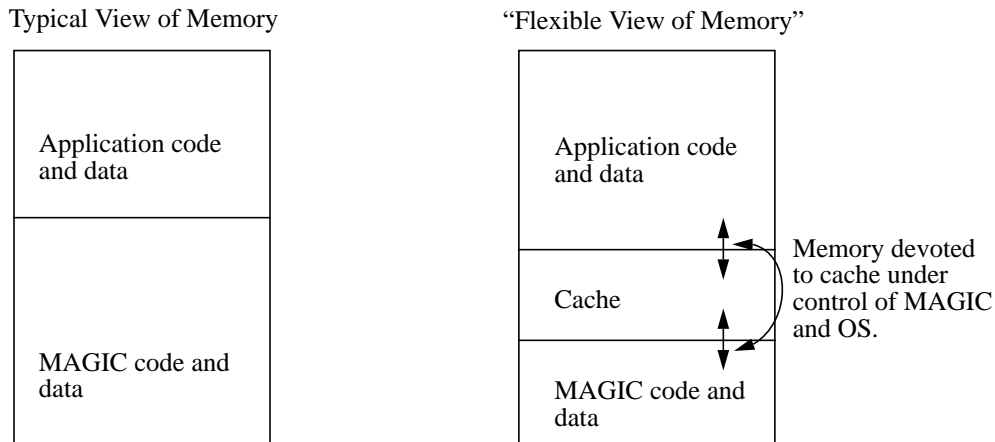 Typical View of Memory
Application code
and data
MAGIC code and
data
“Flexible View of Memory”
Application code
and data
Cache
MAGIC code and
data
Memory devoted
to cache under
control of MAGIC
and OS.